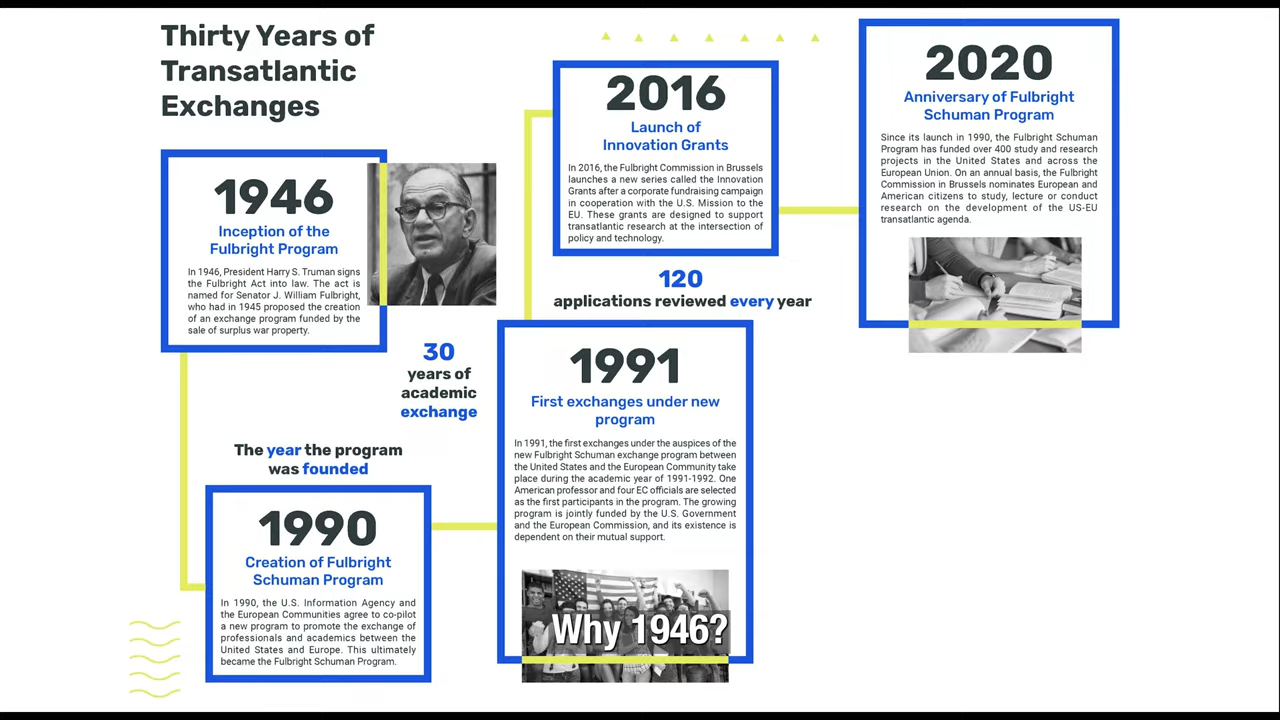 Thirty Years of
Transatlantic
Exchanges
1946
Inception of the
Fulbright Program
In 1946, President Harry S. Truman signs
the Fulbright Act into law. The act is
named for Senator J. William Fulbright,
who had in 1945 proposed the creation
of an exchange program funded by the
sale of surplus war property.
30
years of
academic
exchange
The year the program
was founded
1990
Creation of Fulbright
Schuman Program
In 1990, the U.S. Information Agency and
the European Communities agree to co-pilot
a new program to promote the exchange of
professionals and academics between the
United States and Europe. This ultimately
became the Fulbright Schuman Program.
1991
First exchanges under new
program
In 1991, the first exchanges under the auspices of the
new Fulbright Schuman exchange program between
the United States and the European Community take
place during the academic year of 1991-1992. One
American professor and four EC officials are selected
as the first participants in the program. The growing
program is jointly funded by the U.S. Government
and the European Commission, and its existence is
dependent on their mutual support.
Why 1946?
2016
Launch of
Innovation Grants
In 2016, the Fulbright Commission in Brussels
launches a new series called the Innovation
Grants after a corporate fundraising campaign
in cooperation with the U.S. Mission to the
EU. These grants are designed to support
transatlantic research at the intersection of
policy and technology.
120
applications reviewed every year
2020
Anniversary of Fulbright
Schuman Program
Since its launch in 1990, the Fulbright Schuman
Program has funded over 400 study and research
projects in the United States and across the
European Union. On an annual basis, the Fulbright
Commission in Brussels nominates European and
American citizens to study, lecture or conduct
research on the development of the US-EU
transatlantic agenda.